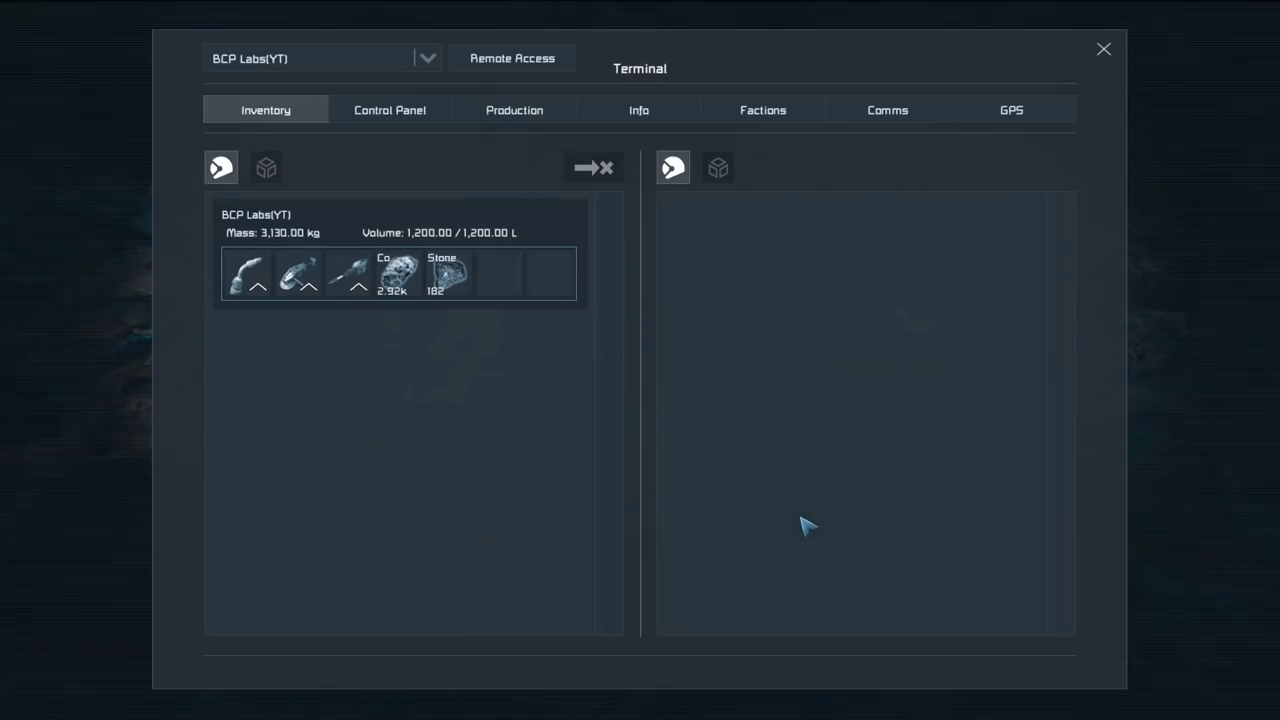 BCP Labs(YT)
Remote Access
Terminal
Inventory
Control Panel
Production
Info
Factions
Comms
GPS
BCP Labs(YT)
Mass: 3,130.00 kg
Volume: 1,200.00 / 1,200.00 L
Co
Stone
2.92k
182